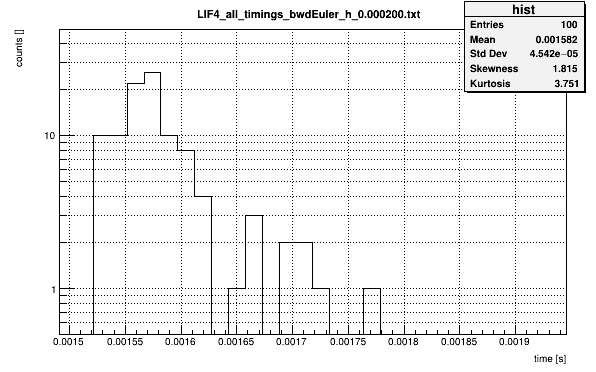 LIF4_all_timings_bwdEuler_h_0.000200.txt
hist
Entries 100
Mean 0.001582
Std Dev 4.542e−05
Skewness 1.815
Kurtosis 3.751
counts []
10
1
0.0015 0.00155 0.0016 0.00165 0.0017 0.00175 0.0018 0.00185 0.0019
time [s]